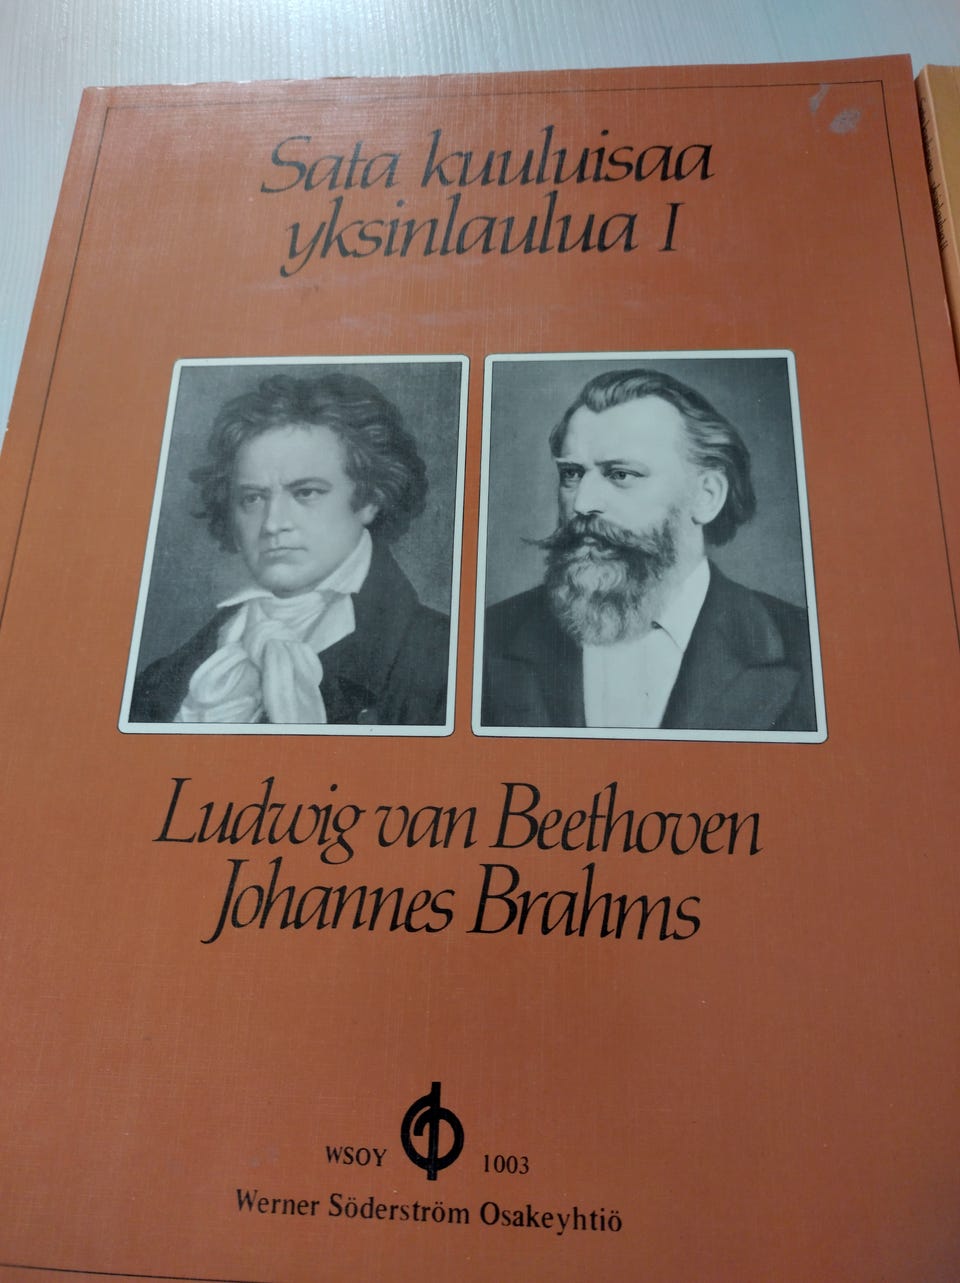 Sata kuuluisaa
yksinlaulua I
Ludwig van Beethoven
Johannes Brahms
WSOY 1003
Werner Söderström Osakeyhtiö